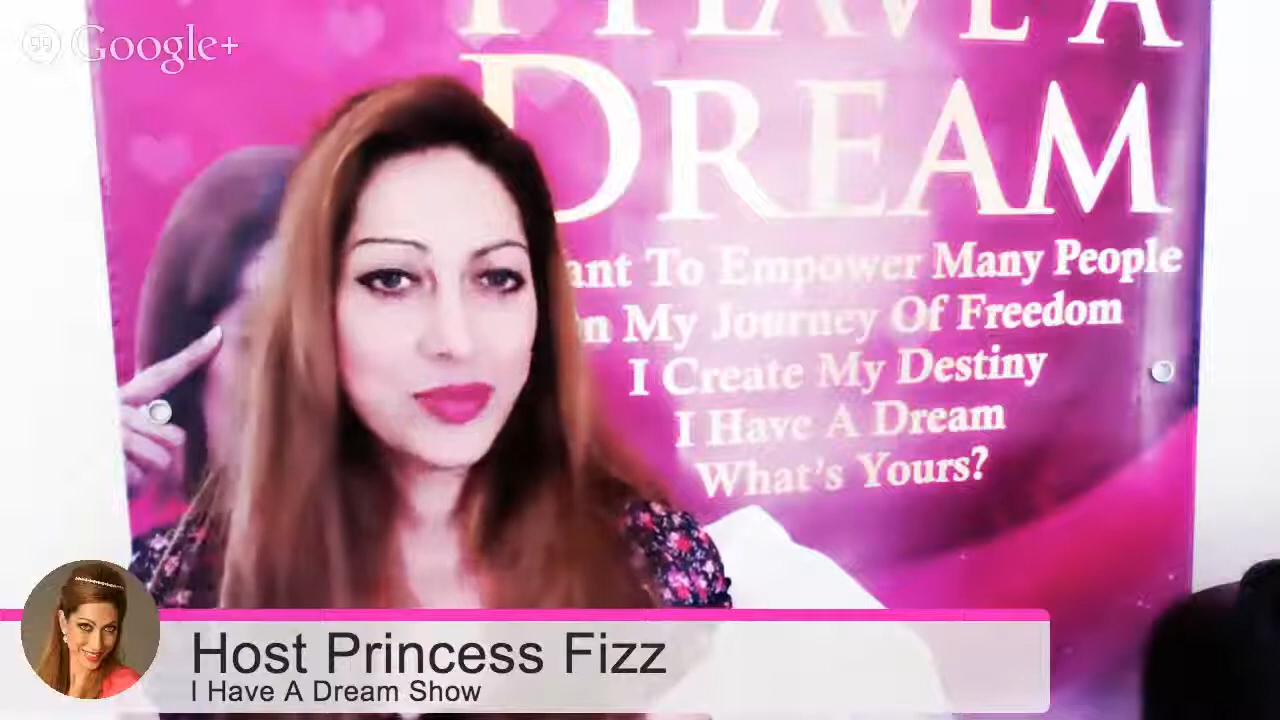 Google+
I HAVE A
DREAM
ant To Empower Many People
n My Journey Of Freedom
I Create My Destiny
I Have A Dream
What's Yours?
Host Princess Fizz
I Have A Dream Show